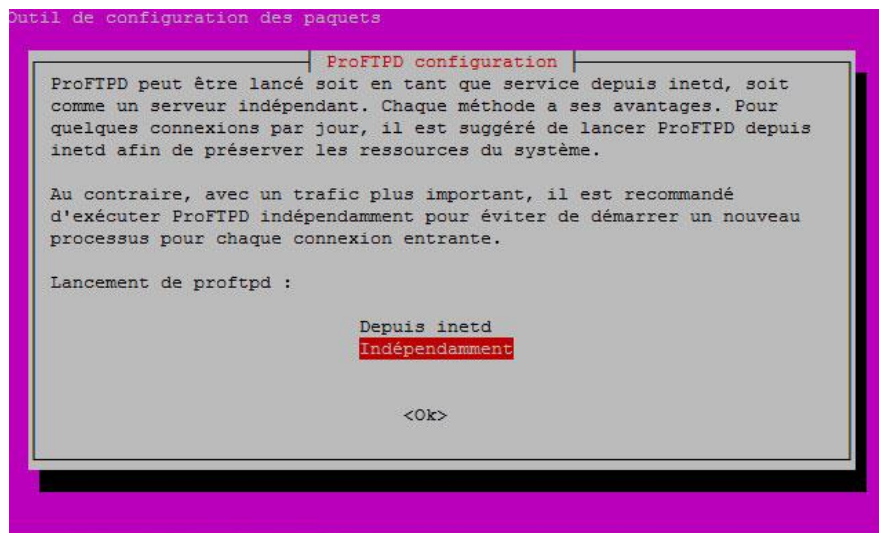 Outil de configuration des paquets
ProFTPD configuration
ProFTPD peut être lancé soit en tant que service depuis inetd, soit
comme un serveur indépendant. Chaque méthode a ses avantages. Pour
quelques connexions par jour, il est suggéré de lancer ProFTPD depuis
inetd afin de préserver les ressources du système.
Au contraire, avec un trafic plus important, il est recommandé
d'exécuter ProFTPD indépendamment pour éviter de démarrer un nouveau
processus pour chaque connexion entrante.
Lancement de proftpd :
Depuis inetd
Indépendamment
<Ok>